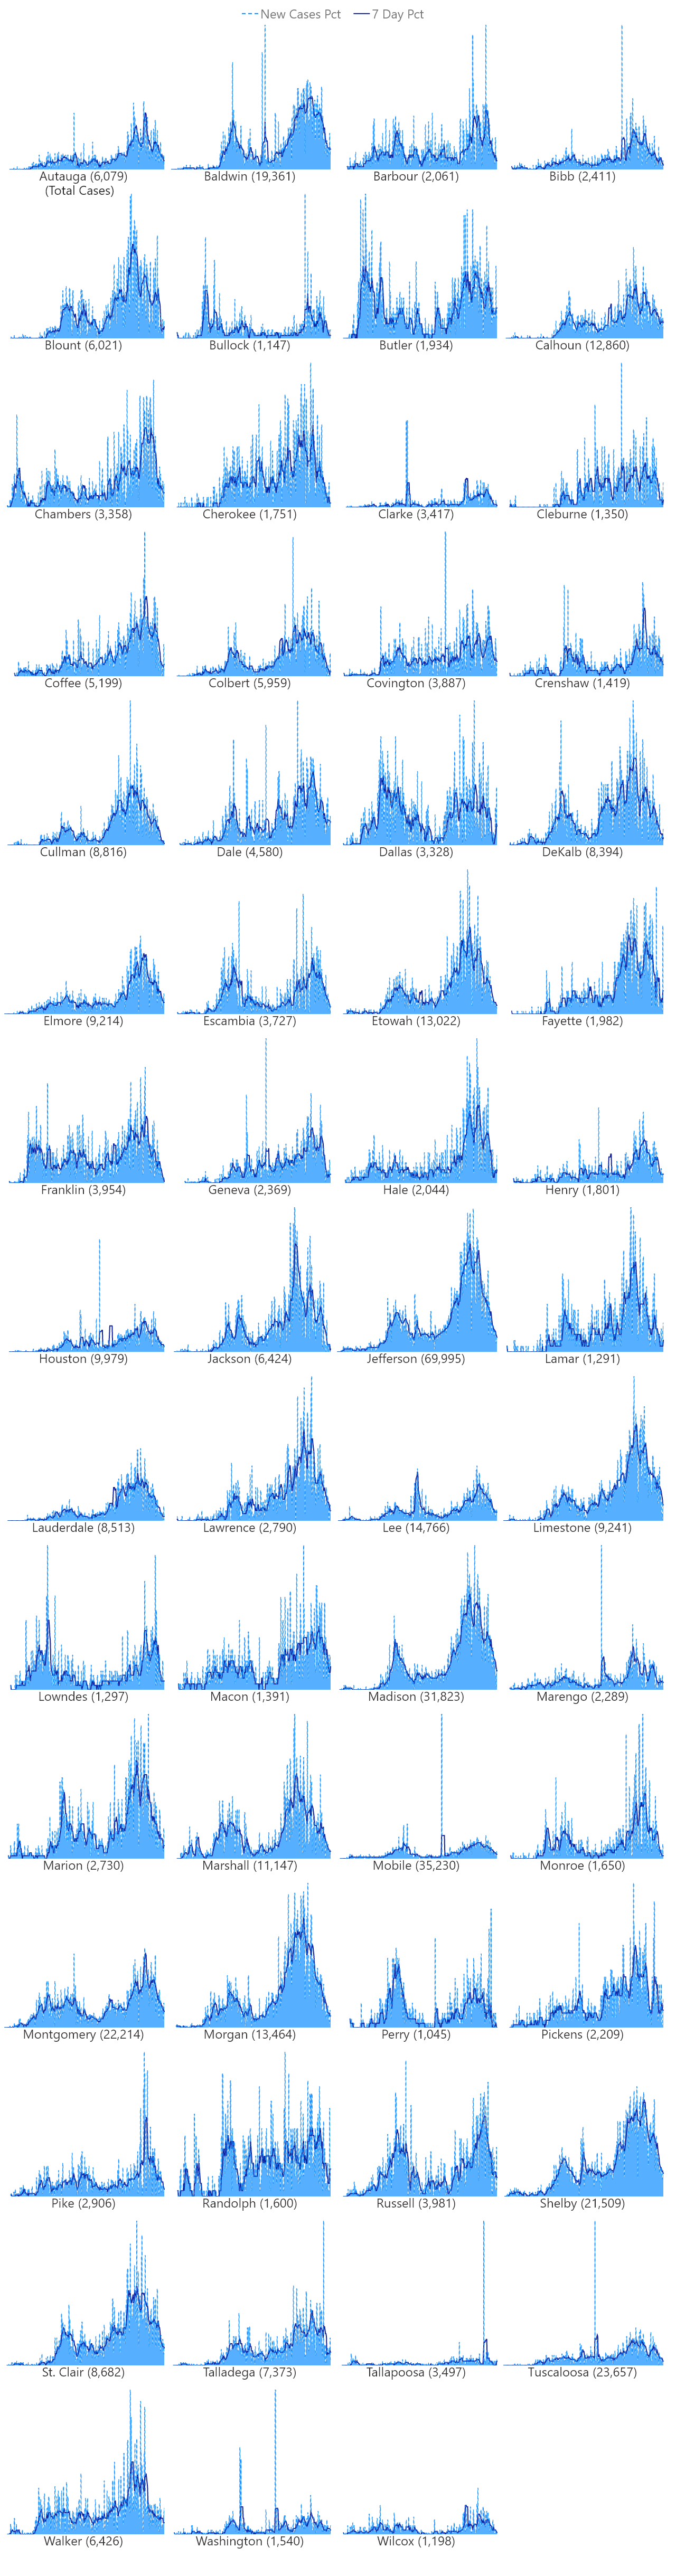 New Cases Pct 7 Day Pct
Autauga (6,079) Baldwin (19,361) Barbour (2,061) Bibb (2,411)
(Total Cases)
Blount (6,021) Bullock (1,147) Butler (1,934) Calhoun (12,860)
Chambers (3,358) Cherokee (1,751) Clarke (3,417) Cleburne (1,350)
Coffee (5,199) Colbert (5,959) Covington (3,887) Crenshaw (1,419)
Cullman (8,816) Dale (4,580) Dallas (3,328) DeKalb (8,394)
Elmore (9,214) Escambia (3,727) Etowah (13,022) Fayette (1,982)
Franklin (3,954) Geneva (2,369) Hale (2,044) Henry (1,801)
Houston (9,979) Jackson (6,424) Jefferson (69,995) Lamar (1,291)
Lauderdale (8,513) Lawrence (2,790) Lee (14,766) Limestone (9,241)
Lowndes (1,297) Macon (1,391) Madison (31,823) Marengo (2,289)
Marion (2,730) Marshall (11,147) Mobile (35,230) Monroe (1,650)
Montgomery (22,214) Morgan (13,464) Perry (1,045) Pickens (2,209)
Pike (2,906) Randolph (1,600) Russell (3,981) Shelby (21,509)
St. Clair (8,682) Talladega (7,373) Tallapoosa (3,497) Tuscaloosa (23,657)
Walker (6,426) Washington (1,540) Wilcox (1,198)